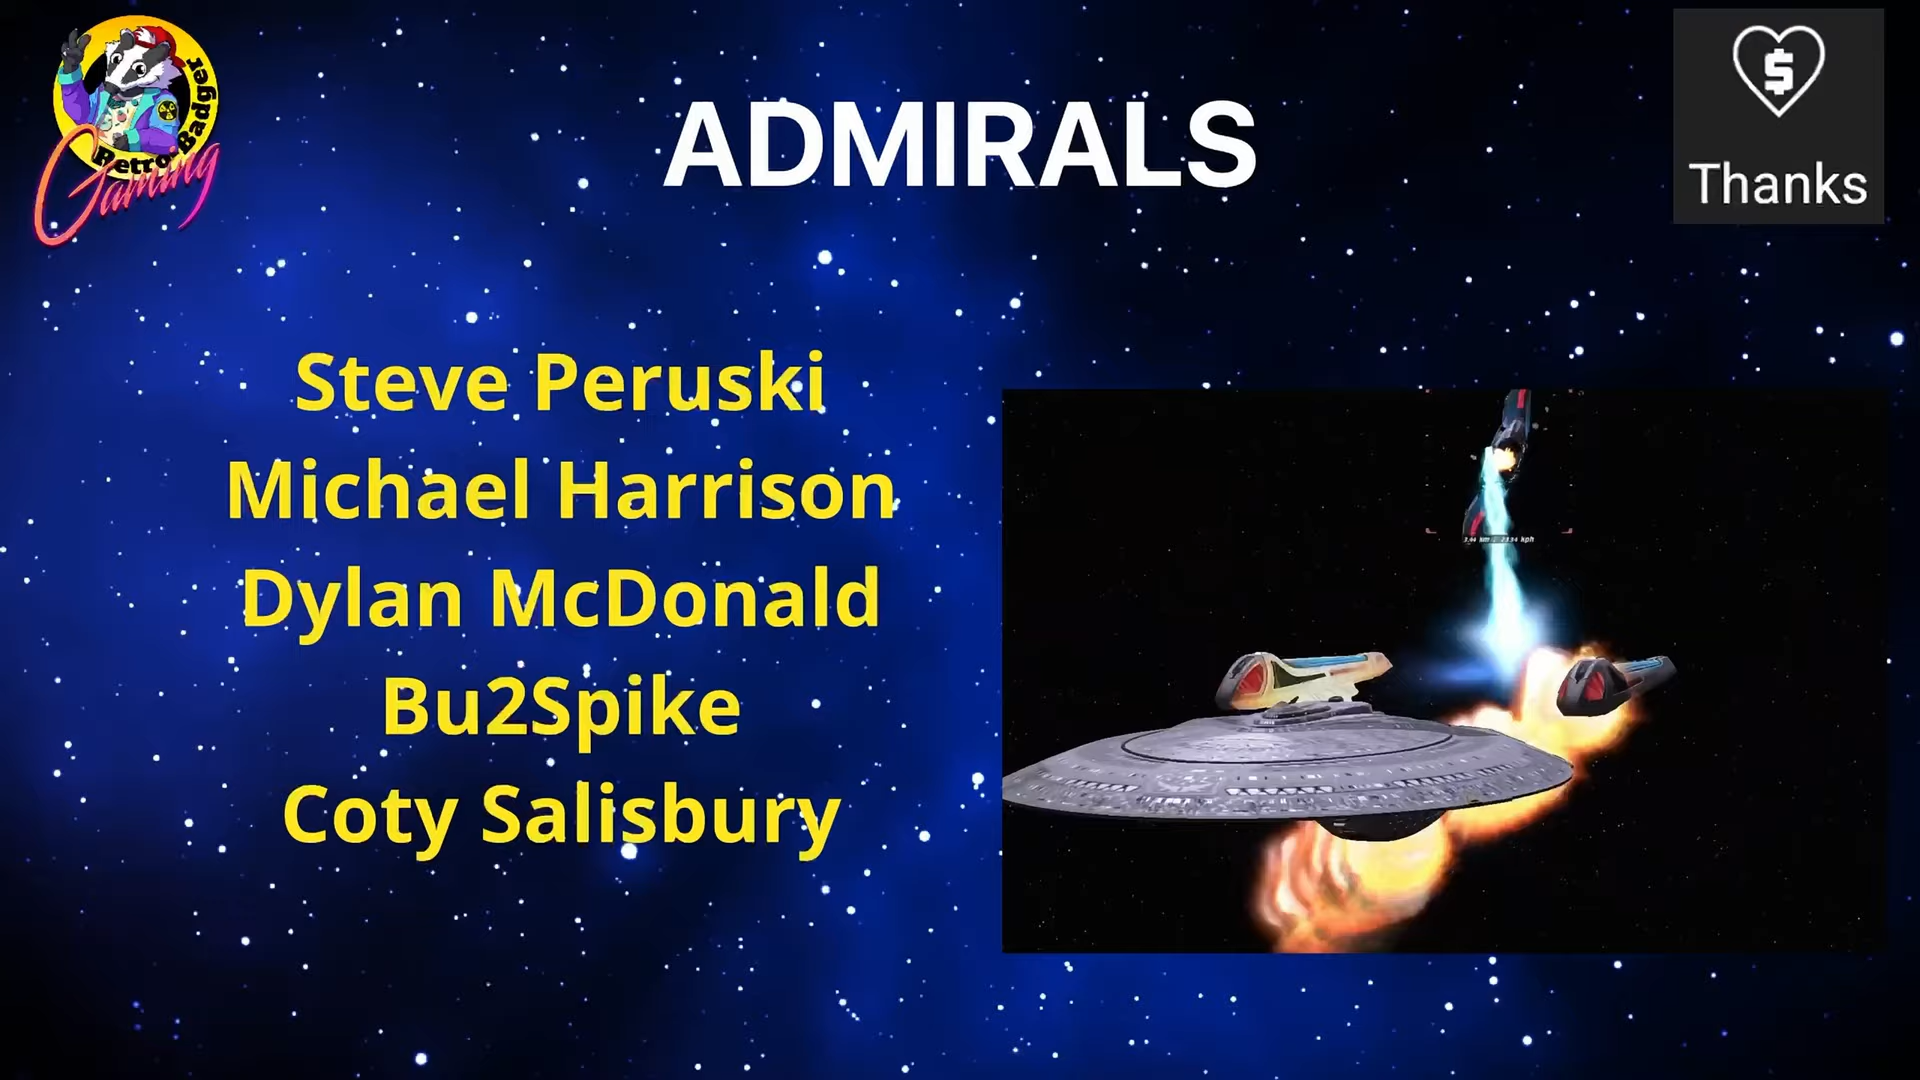 Retro Badger
Gaming
ADMIRALS
Thanks
Steve Peruski
Michael Harrison
Dylan McDonald
Bu2Spike
Coty Salisbury